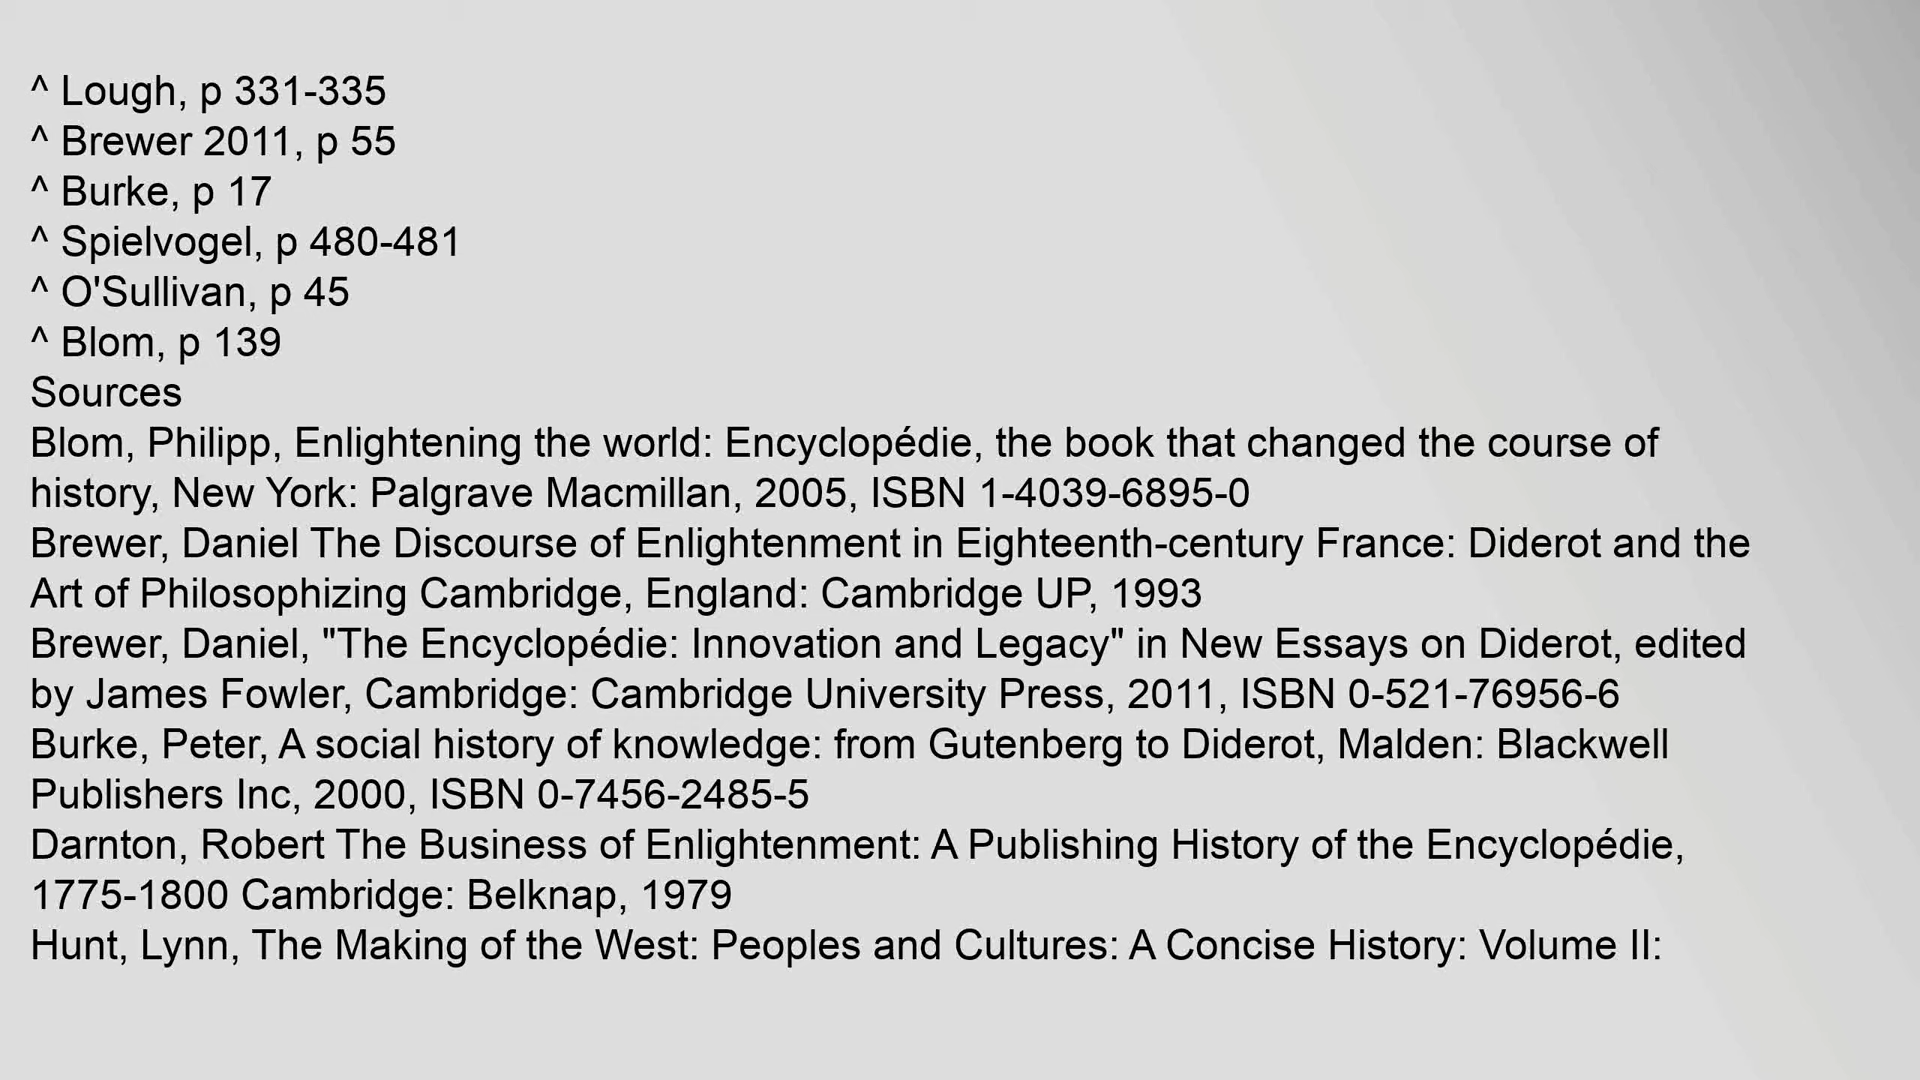 ^ Lough, p 331-335
^ Brewer 2011, p 55
^ Burke, p 17
^ Spielvogel, p 480-481
^ O'Sullivan, p 45
^ Blom, p 139
Sources
Blom, Philipp, Enlightening the world: Encyclopédie, the book that changed the course of
history, New York: Palgrave Macmillan, 2005, ISBN 1-4039-6895-0
Brewer, Daniel The Discourse of Enlightenment in Eighteenth-century France: Diderot and the
Art of Philosophizing Cambridge, England: Cambridge UP, 1993
Brewer, Daniel, "The Encyclopédie: Innovation and Legacy" in New Essays on Diderot, edited
by James Fowler, Cambridge: Cambridge University Press, 2011, ISBN 0-521-76956-6
Burke, Peter, A social history of knowledge: from Gutenberg to Diderot, Malden: Blackwell
Publishers Inc, 2000, ISBN 0-7456-2485-5
Darnton, Robert The Business of Enlightenment: A Publishing History of the Encyclopédie,
1775-1800 Cambridge: Belknap, 1979
Hunt, Lynn, The Making of the West: Peoples and Cultures: A Concise History: Volume II: